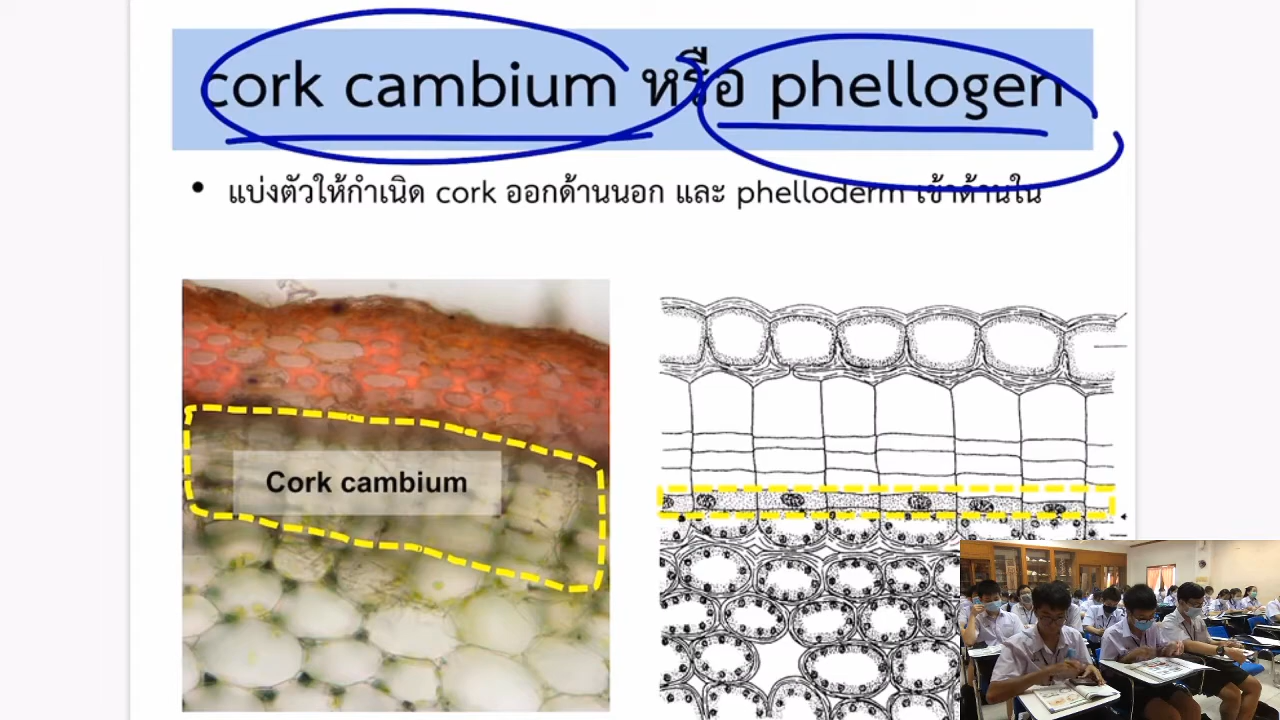 cork cambium หรือ phellogen
• แบ่งตัวให้กำเนิด cork ออกด้านนอก และ phelloderm เข้าด้านใน
Cork cambium